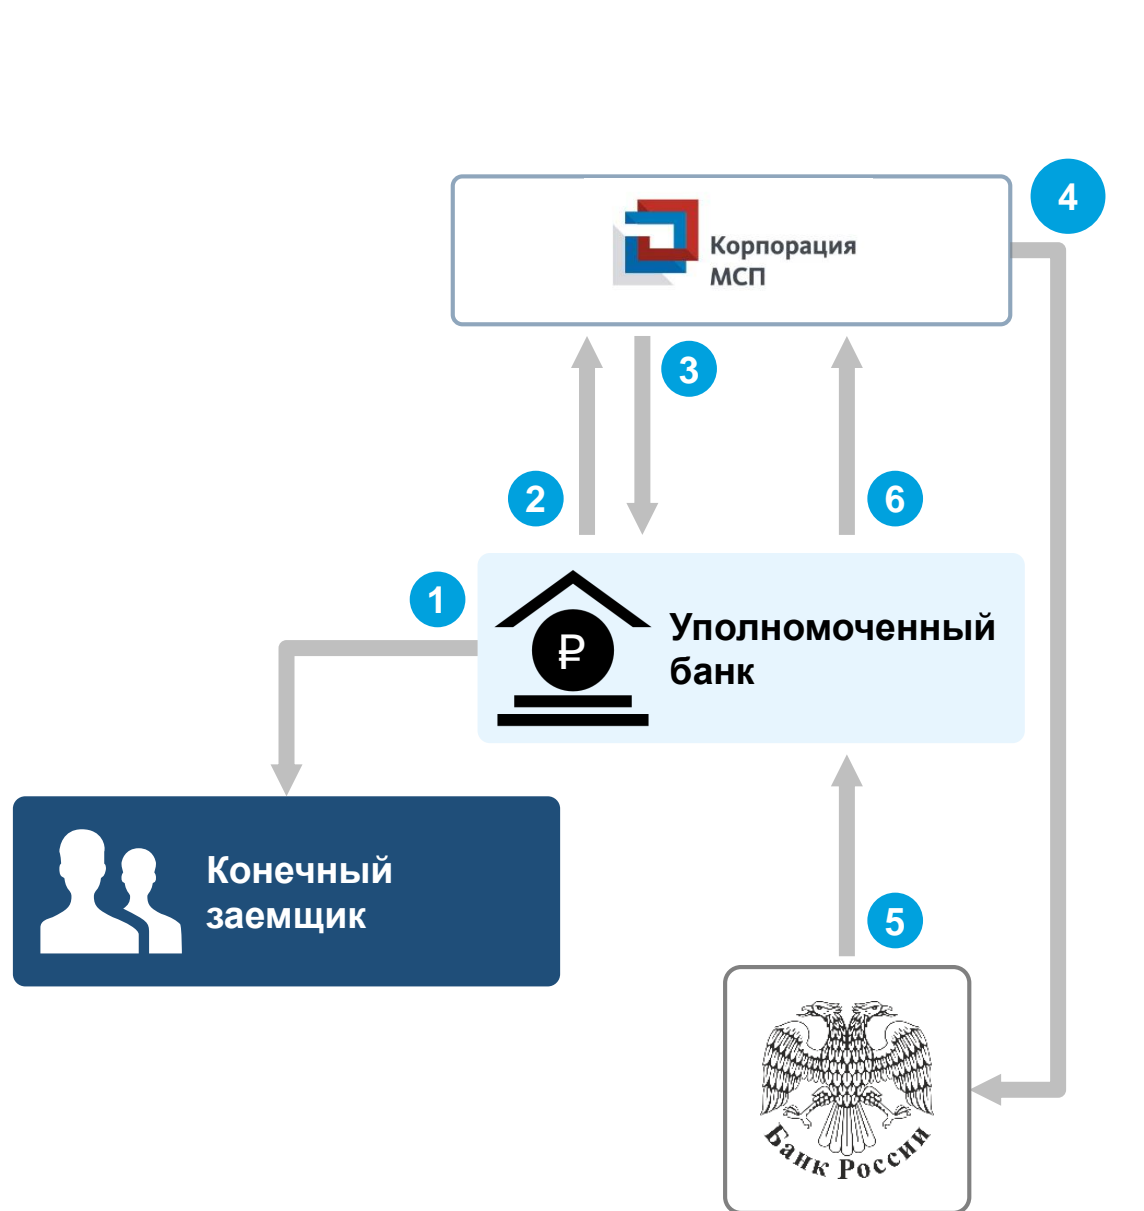 4
Корпорация
МСП
3
2
6
1
₽
Уполномоченный
банк
Конечный
заемщик
5
Банк России